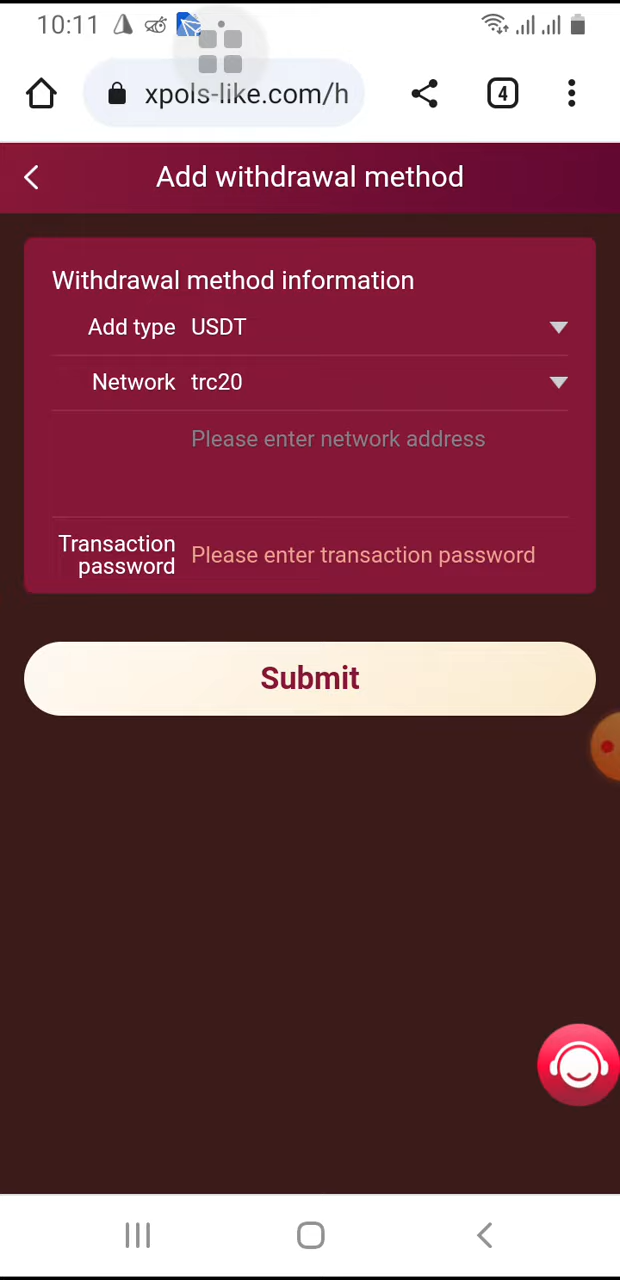 10:11
xpols-like.com/h
4
Add withdrawal method
Withdrawal method information
Add type USDT
Network trc20
Please enter network address
Transaction
password
Please enter transaction password
Submit